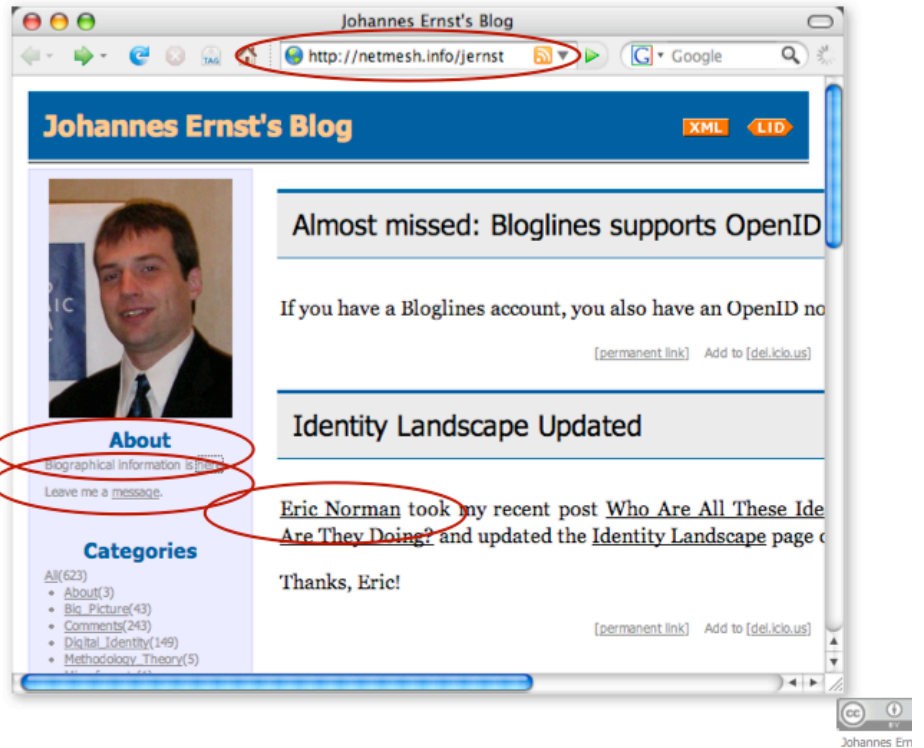 Johannes Ernst's Blog
TAG
http://netmesh.info/jernst
G Google
Johannes Ernst's Blog
XML LID
Almost missed: Bloglines supports OpenID
If you have a Bloglines account, you also have an OpenID no
[permanent link] Add to [del.icio.us]
About
Biographical information is here
Leave me a message.
Identity Landscape Updated
Eric Norman took my recent post Who Are All These Ide
Are They Doing? and updated the Identity Landscape page
Thanks, Eric!
[permanent link] Add to [del.icio.us]
Categories
All(623)
About(3)
Big_Picture(43)
Comments(243)
Digital_Identity(149)
Methodology_Theory(5)
cc
BY
Johannes Ern